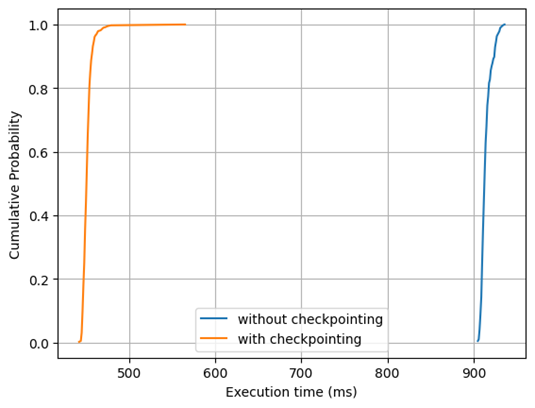 1.0
0.8
0.6
0.4
0.2
0.0
Cumulative Probability
without checkpointing
with checkpointing
500 600 700 800 900
Execution time (ms)